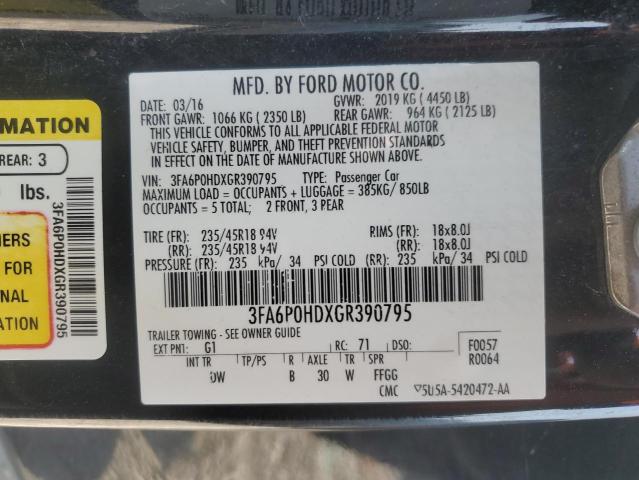 MFD. BY FORD MOTOR CO.
DATE: 03/16 GVWR: 2019 KG ( 4450 LB)
FRONT GAWR: 1066 KG ( 2350 LB) REAR GAWR: 964 KG ( 2125 LB)
THIS VEHICLE CONFORMS TO ALL APPLICABLE FEDERAL MOTOR
VEHICLE SAFETY, BUMPER, AND THEFT PREVENTION STANDARDS
IN EFFECT ON THE DATE OF MANUFACTURE SHOWN ABOVE.
VIN: 3FA6P0HDXGR390795 TYPE: Passenger Car
MAXIMUM LOAD = OCCUPANTS + LUGGAGE = 385KG/ 850LB
OCCUPANTS = 5 TOTAL; 2 FRONT, 3 REAR
TIRE (FR): 235/45R18 94V RIMS (FR): 18x8.0J
(RR): 235/45R18 94V (RR): 18x8.0J
PRESSURE (FR): 235 kPa/ 34 PSI COLD (RR): 235 kPa/ 34 PSI COLD
3FA6P0HDXGR390795
TRAILER TOWING - SEE OWNER GUIDE
EXT PNT: G1 RC: 71 DSO: F0057
INT TR TP/PS R AXLE TR SPR R0064
DW B 30 W FFGG
CMC ▽5U5A-5420472-AA
RMATION
REAR: 3
lbs.
ERS
FOR
NAL
3FA6P0HDXGR390795